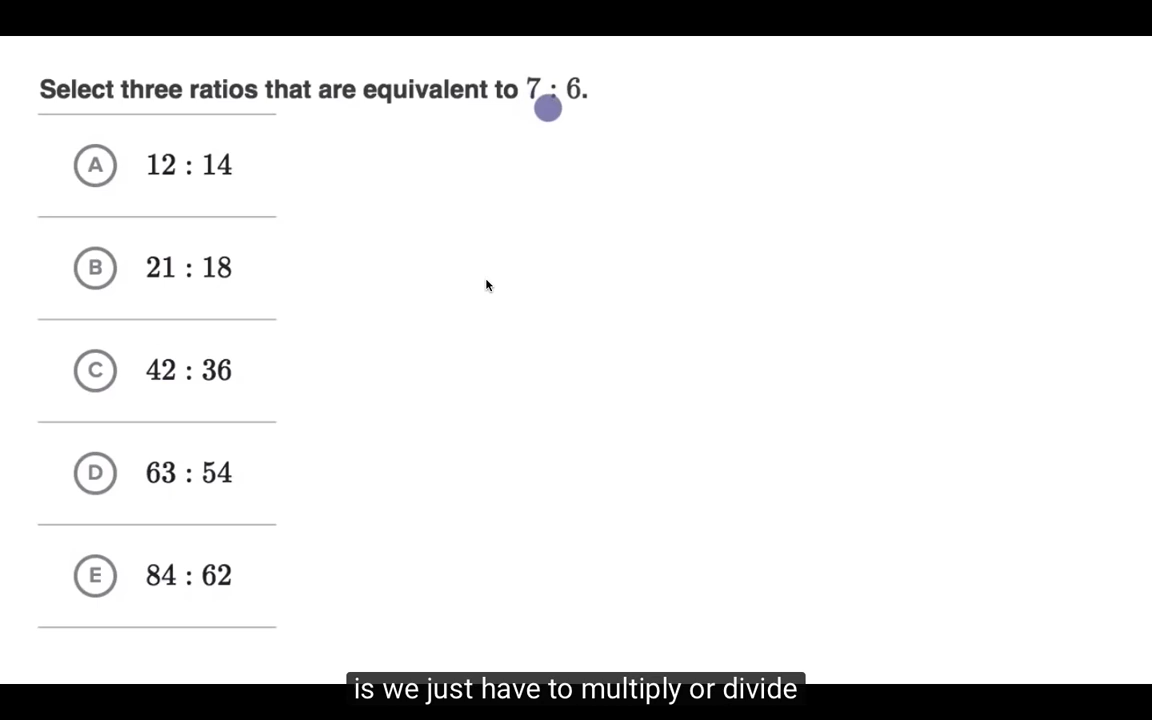 Select three ratios that are equivalent to 7 : 6.
A 12 : 14
B 21 : 18
C 42 : 36
D 63 : 54
E 84 : 62
is we just have to multiply or divide